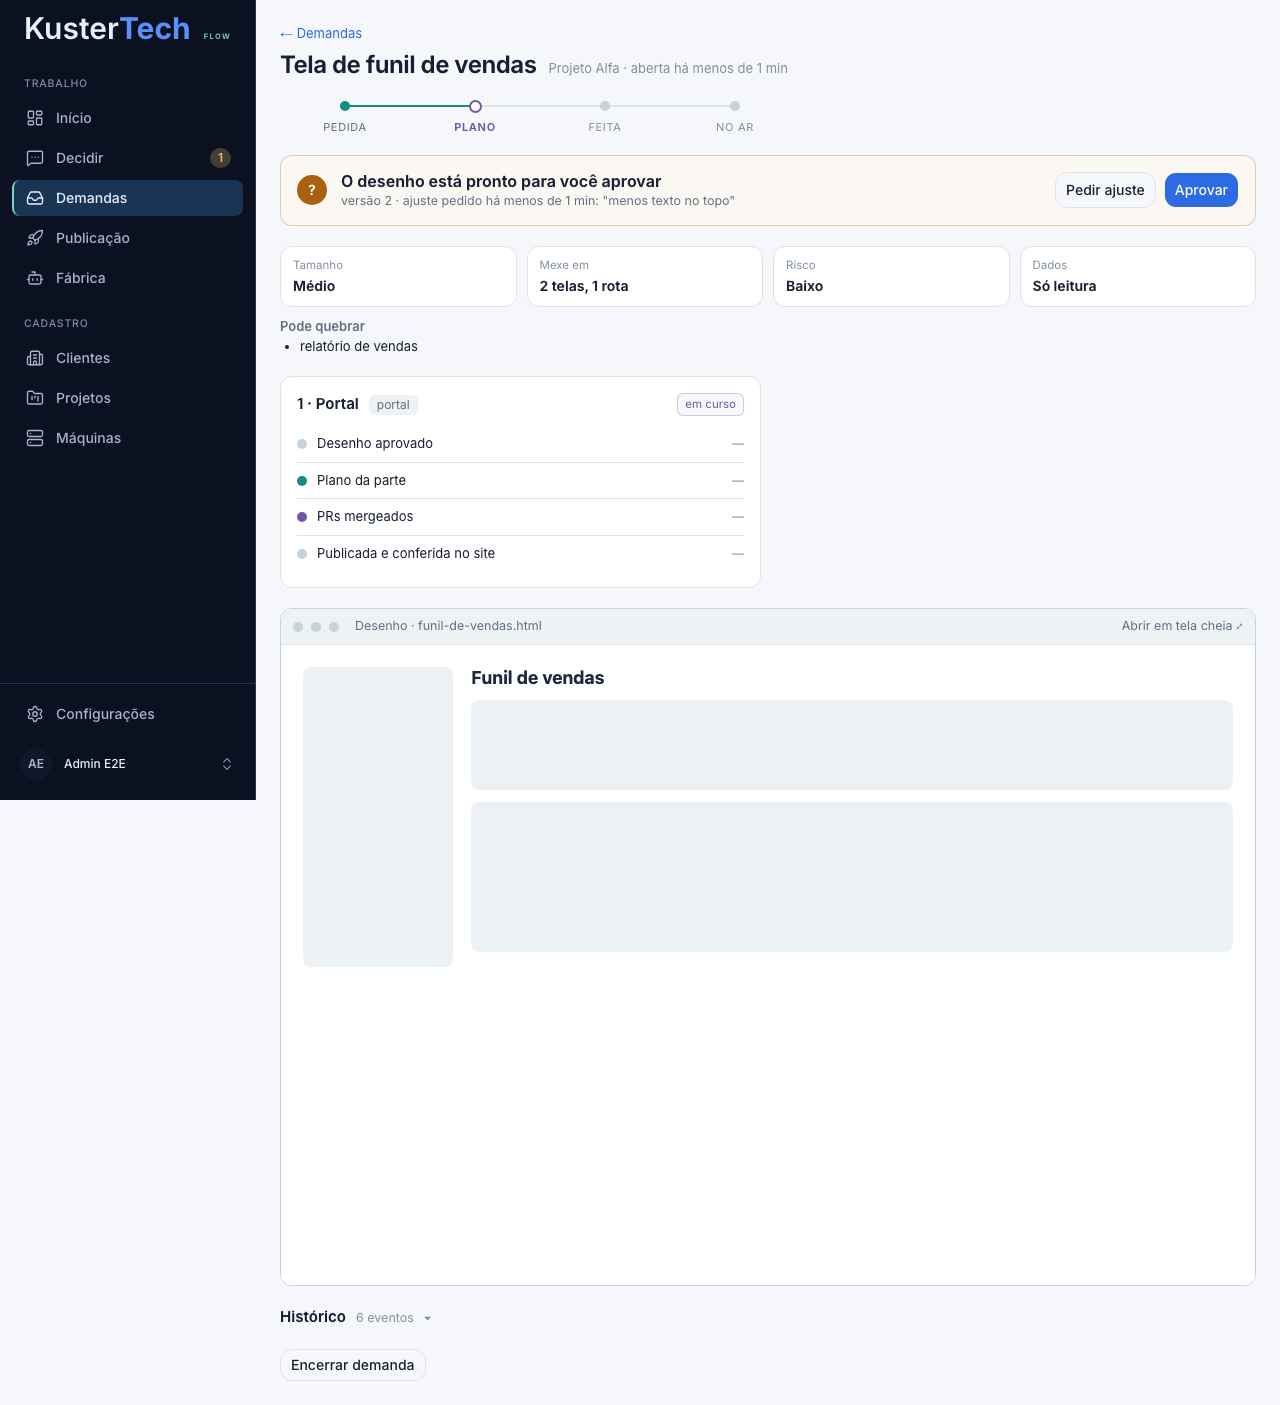 KusterTech FLOW
TRABALHO
Início
Decidir 1
Demandas
Publicação
Fábrica
CADASTRO
Clientes
Projetos
Máquinas
Configurações
AE Admin E2E
← Demandas
Tela de funil de vendas Projeto Alfa · aberta há menos de 1 min
PEDIDA PLANO FEITA NO AR
? O desenho está pronto para você aprovar
versão 2 · ajuste pedido há menos de 1 min: "menos texto no topo"
Pedir ajuste Aprovar
Tamanho
Médio
Mexe em
2 telas, 1 rota
Risco
Baixo
Dados
Só leitura
Pode quebrar
• relatório de vendas
1 · Portal portal em curso
Desenho aprovado —
Plano da parte —
PRs mergeados —
Publicada e conferida no site —
Desenho · funil-de-vendas.html Abrir em tela cheia ⤢
Funil de vendas
Histórico 6 eventos ▾
Encerrar demanda